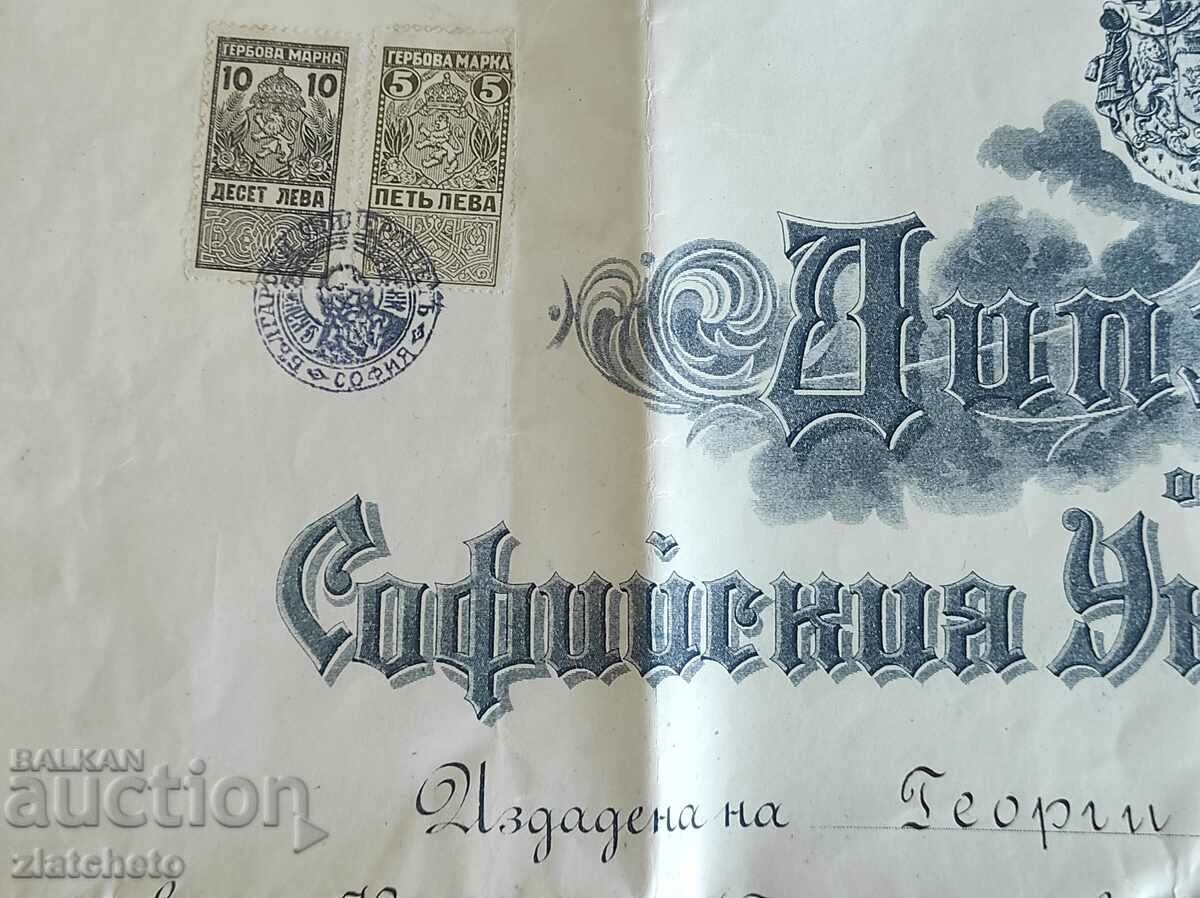 ГЕРБОВА МАРКА
10 10
ДЕСЕТ ЛЕВА
ГЕРБОВА МАРКА
5 5
ПЕТЬ ЛЕВА
СОФИЯ
Дип
Софийския Ун
Издадена на Георги
BALKAN
auction
zlatcheto